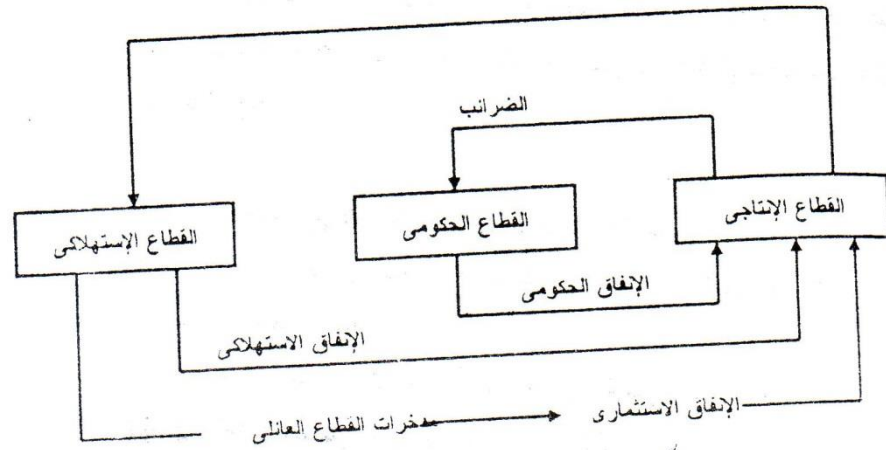 الضرائب
القطاع الإنتاجى
القطاع الحكومى
القطاع الإستهلاكى
الإنفاق الحكومى
الإنفاق الاستهلاكى
الإنفاق الاستثمارى
مدخرات القطاع العائلى